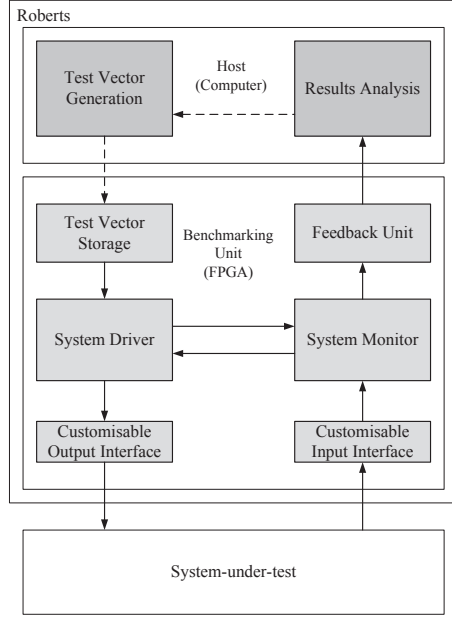 Roberts
Test Vector
Generation
Host
(Computer)
Results Analysis
Test Vector
Storage
Benchmarking
Unit
(FPGA)
Feedback Unit
System Driver
System Monitor
Customisable
Output Interface
Customisable
Input Interface
System-under-test